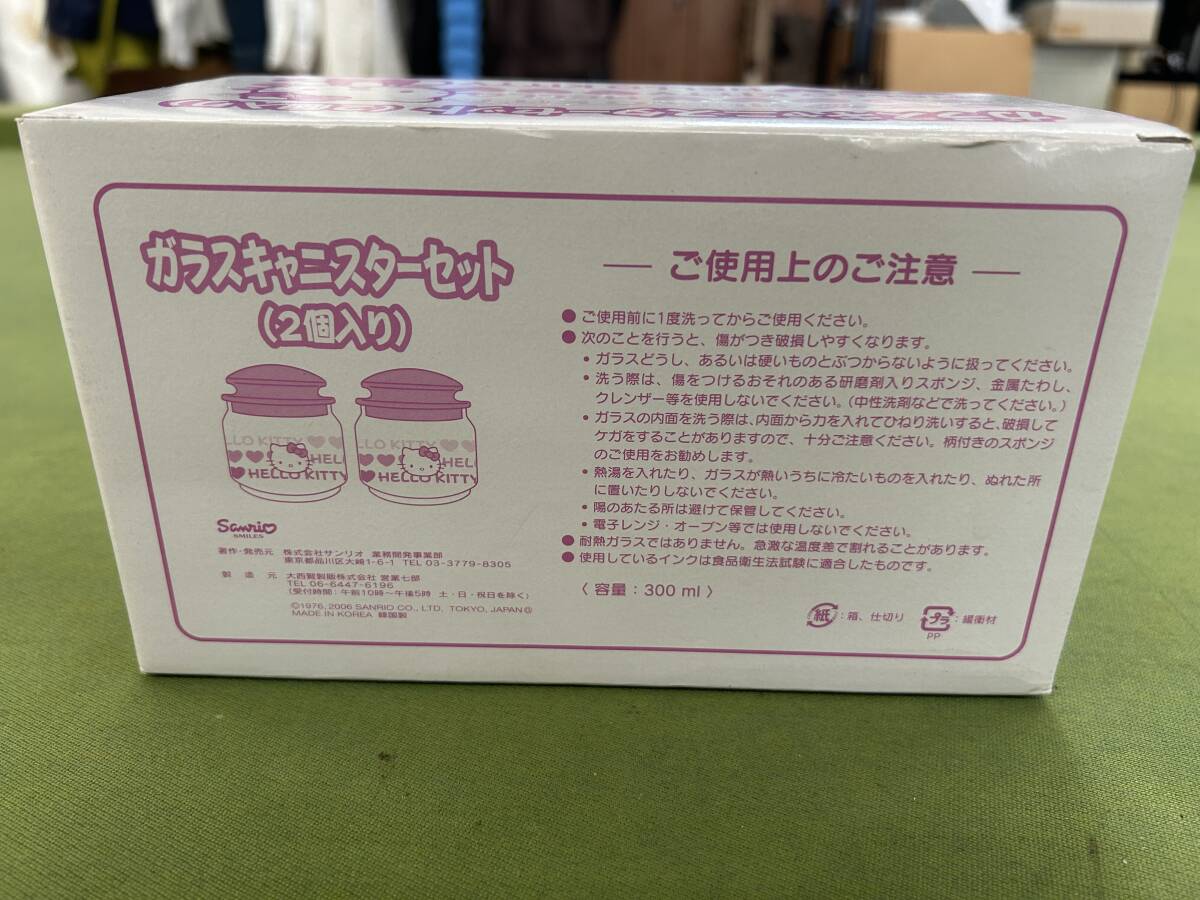 ガラスキャニスターセット
(2個入り)
LLO KITTY
HELL
HELLO KITTY
LLO KITTY
HELL
HELLO KITTY
Sanrio
SMILES
著作・発売元 株式会社サンリオ 業務開発事業部
東京都品川区大崎1-6-1 TEL 03-3779-8305
製造元 大西賢製販株式会社 営業七部
TEL 06-6447-6196
(受付時間:午前10時〜午後5時 土・日・祝日を除く)
©1976, 2006 SANRIO CO., LTD. TOKYO, JAPAN
MADE IN KOREA 韓国製
— ご使用上のご注意 —
●ご使用前に1度洗ってからご使用ください。
●次のことを行うと、傷がつき破損しやすくなります。
・ガラスどうし、あるいは硬いものとぶつからないように扱ってください。
・洗う際は、傷をつけるおそれのある研磨剤入りスポンジ、金属たわし、
クレンザー等を使用しないでください。(中性洗剤などで洗ってください。)
・ガラスの内面を洗う際は、内面から力を入れてひねり洗いすると、破損して
ケガをすることがありますので、十分ご注意ください。柄付きのスポンジ
のご使用をお勧めします。
・熱湯を入れたり、ガラスが熱いうちに冷たいものを入れたり、ぬれた所
に置いたりしないでください。
・陽のあたる所は避けて保管してください。
・電子レンジ・オーブン等では使用しないでください。
●耐熱ガラスではありません。急激な温度差で割れることがあります。
●使用しているインクは食品衛生法試験に適合したものです。
〈容量:300 ml〉
紙:箱、仕切り
プラ:緩衝材
PP